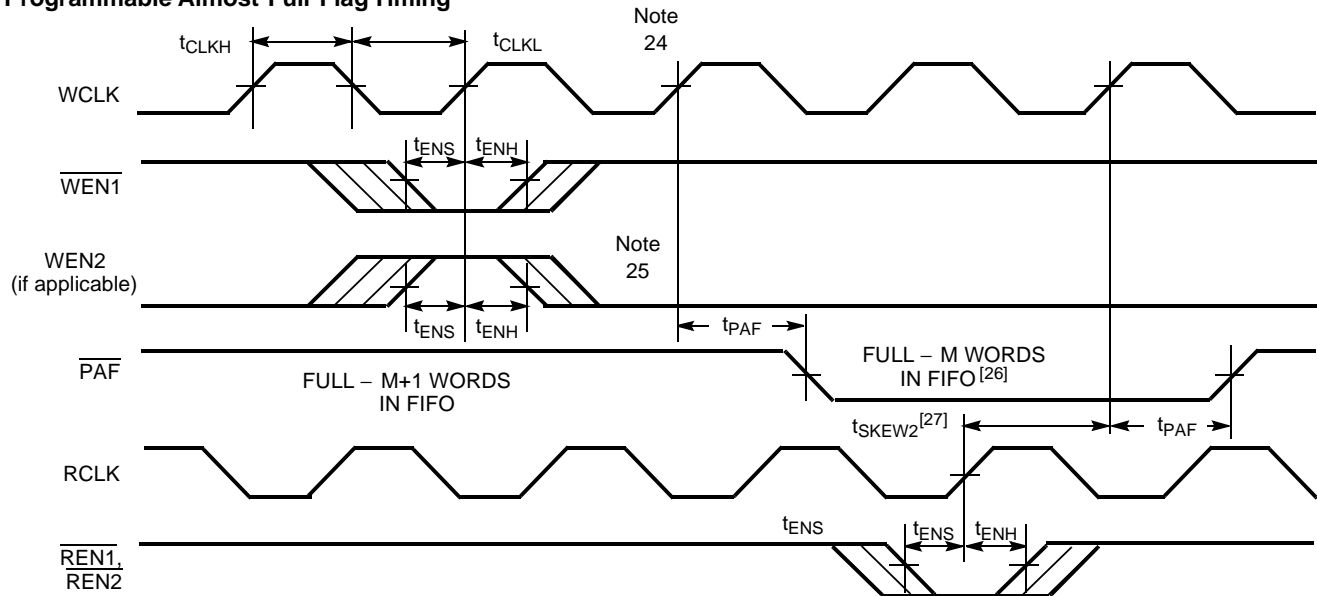 Programmable Almost Full Flag Timing
Note
24
tCLKH
tCLKL
WCLK
tENS
tENH
WEN1
Note
25
WEN2
(if applicable)
tENS
tENH
tPAF
PAF
FULL − M+1 WORDS
IN FIFO
FULL − M WORDS
IN FIFO[26]
tSKEW2[27]
tPAF
RCLK
tENS
tENS
tENH
REN1,
REN2